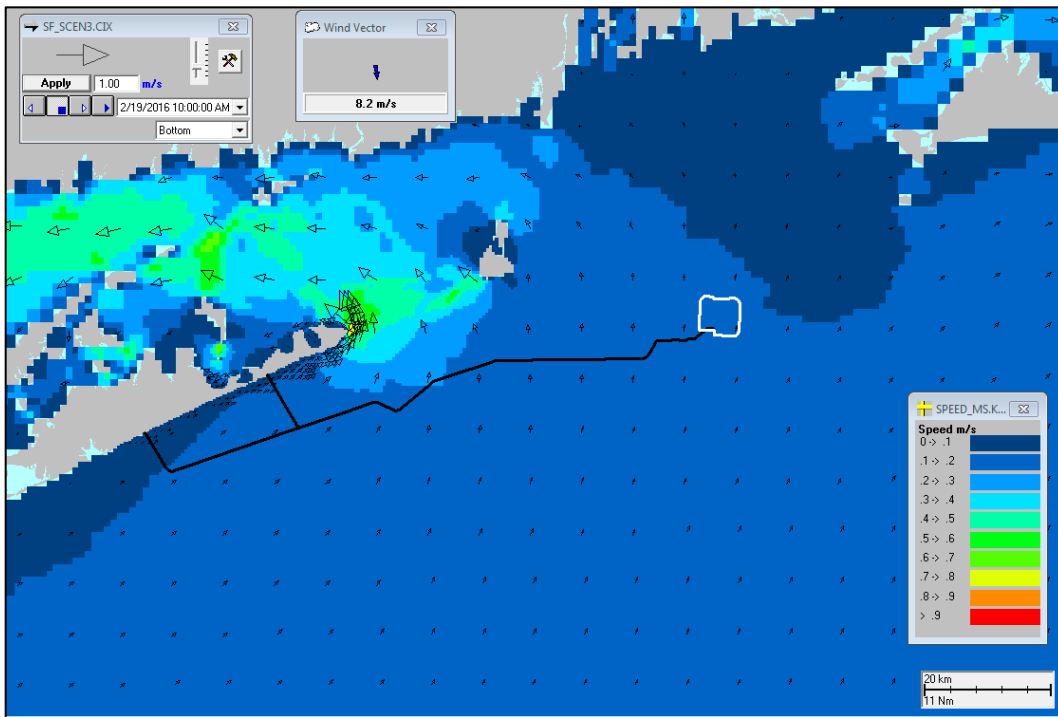 SF_SCEN3.CIX
Apply 1.00 m/s
2/19/2016 10:00:00 AM
Bottom
Wind Vector
8.2 m/s
SPEED_MS.K...
Speed m/s
0 -> .1
.1 -> .2
.2 -> .3
.3 -> .4
.4 -> .5
.5 -> .6
.6 -> .7
.7 -> .8
.8 -> .9
> .9
20 km
11 Nm